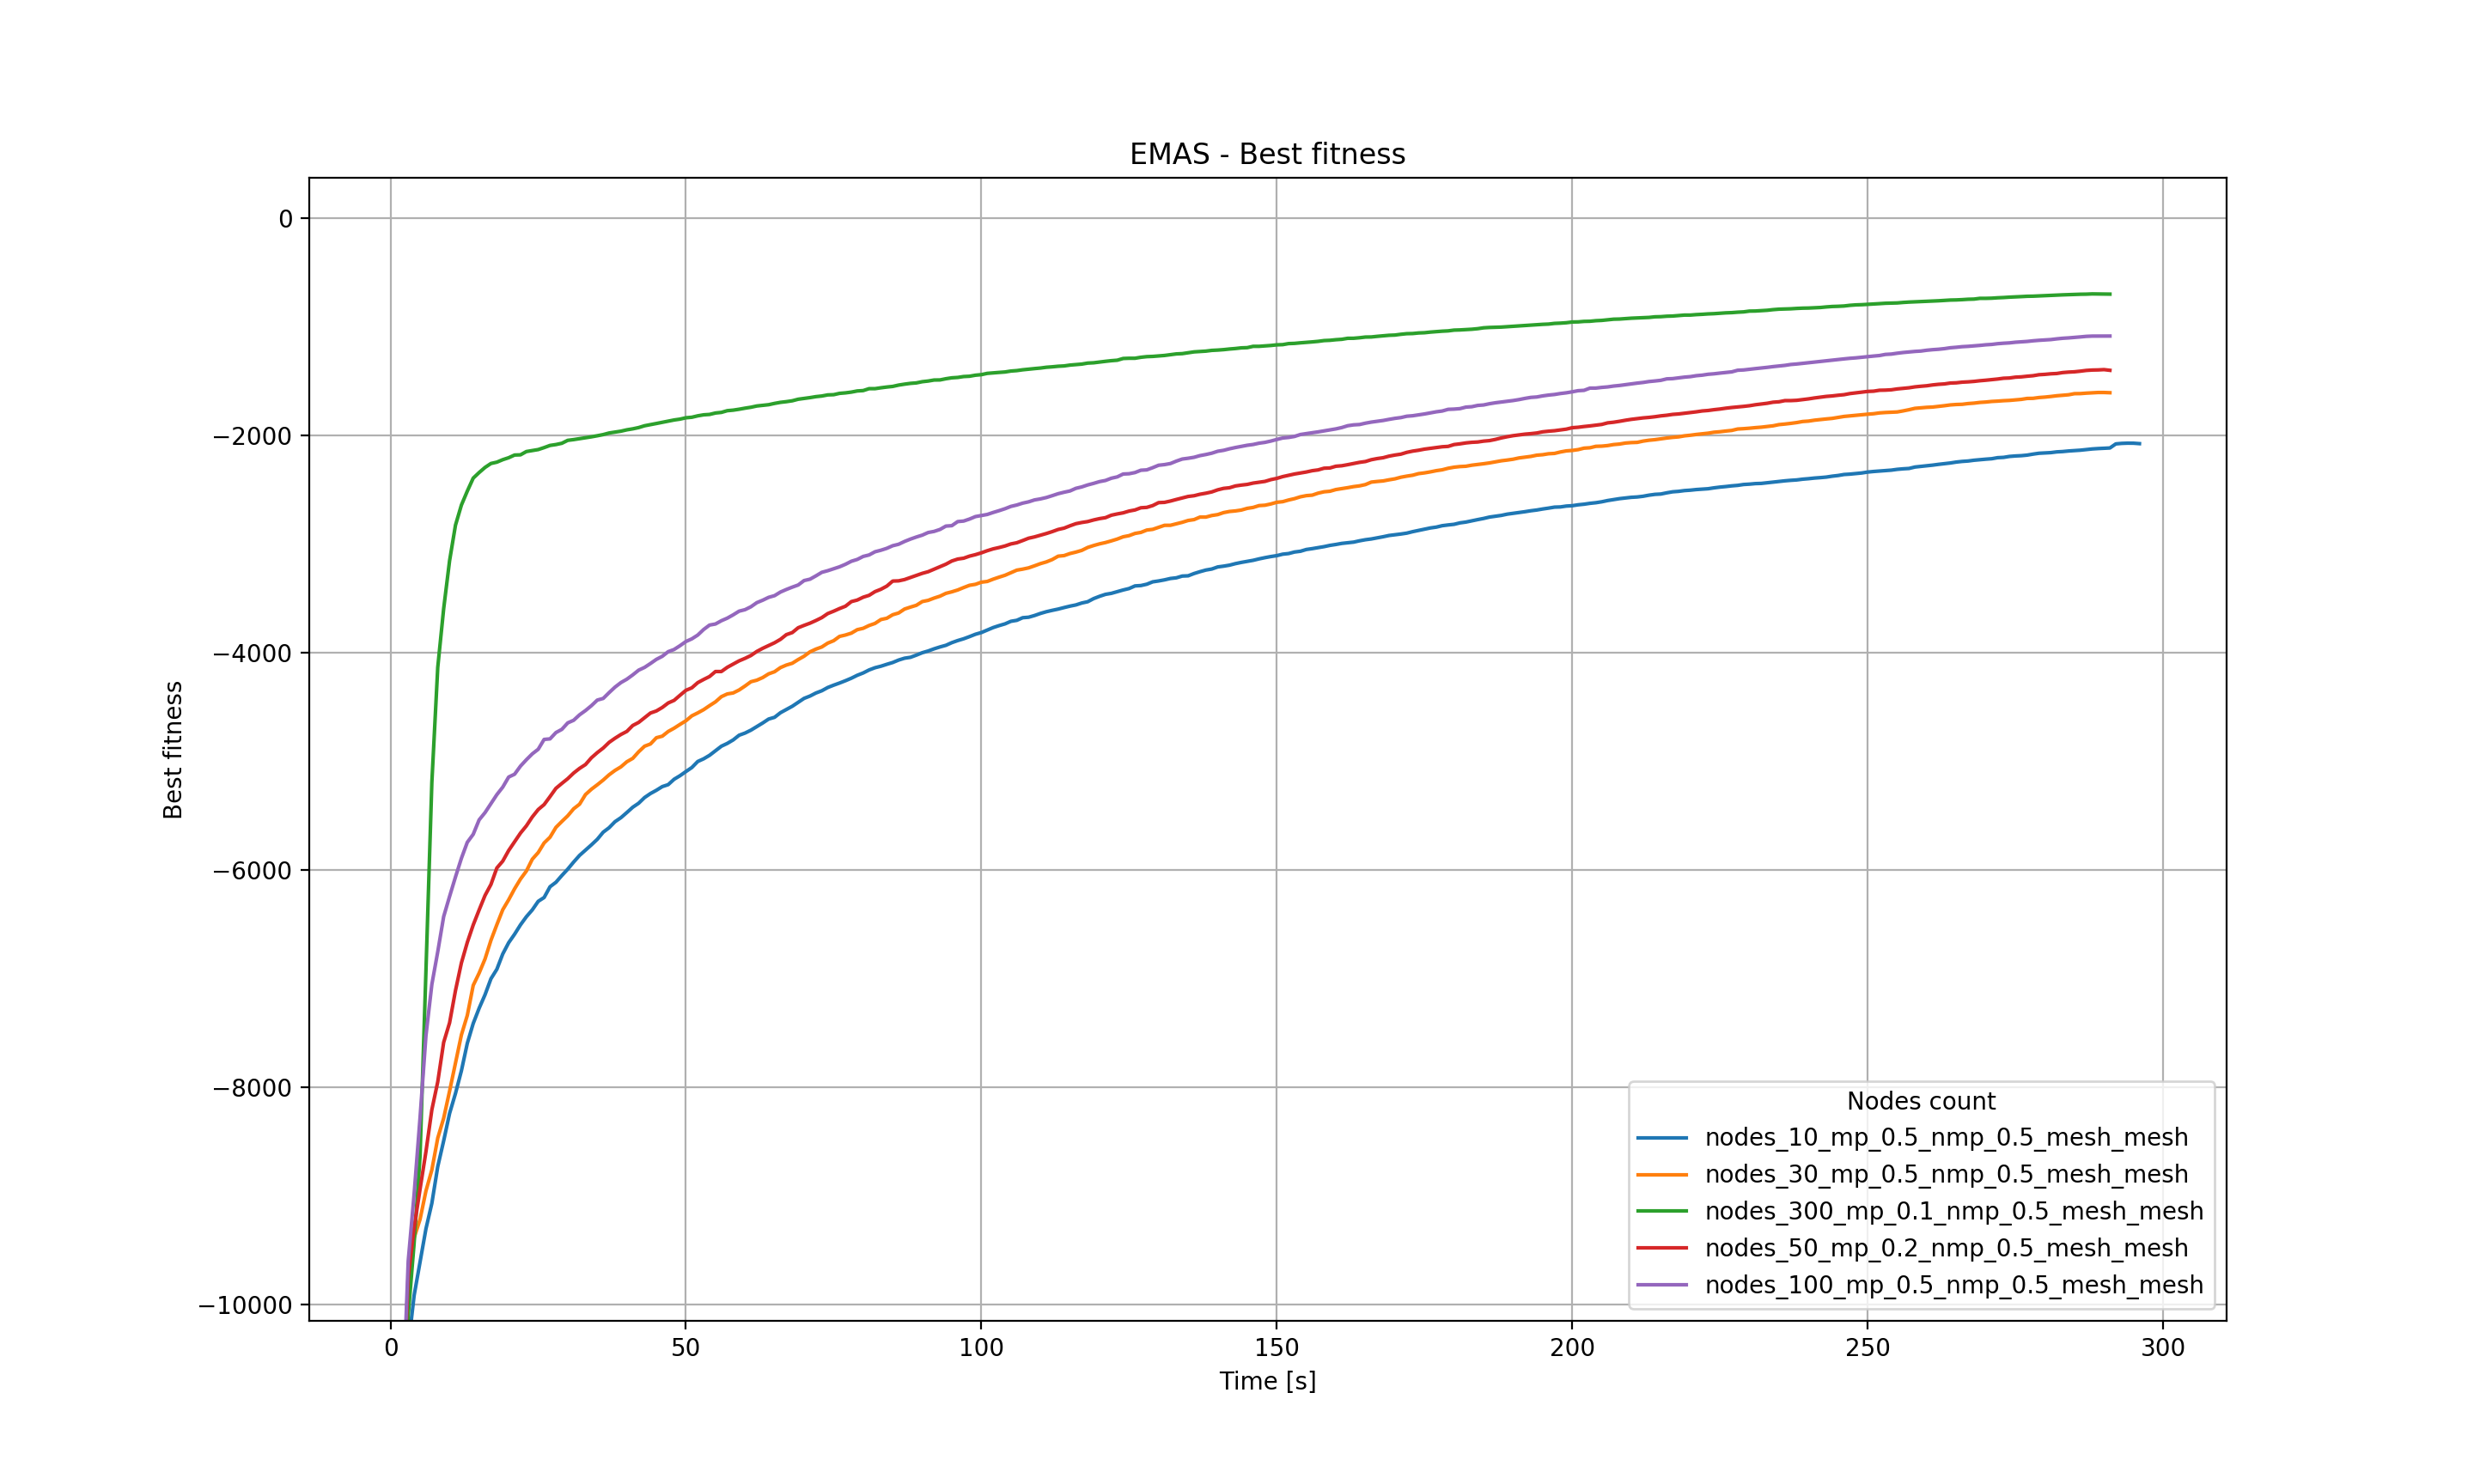 EMAS - Best fitness
0
−2000
−4000
−6000
−8000
−10000
Best fitness
0 50 100 150 200 250 300
Time [s]
Nodes count
nodes_10_mp_0.5_nmp_0.5_mesh_mesh
nodes_30_mp_0.5_nmp_0.5_mesh_mesh
nodes_300_mp_0.1_nmp_0.5_mesh_mesh
nodes_50_mp_0.2_nmp_0.5_mesh_mesh
nodes_100_mp_0.5_nmp_0.5_mesh_mesh